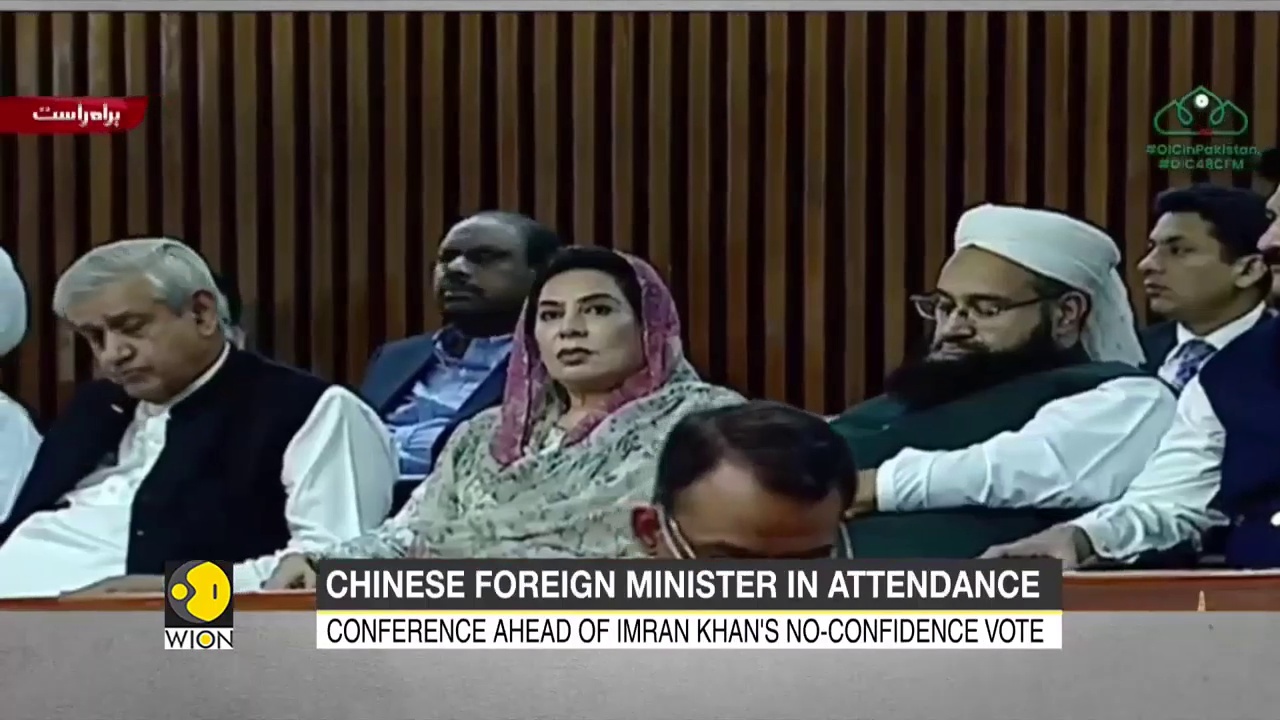 براہ راست
#OICinPakistan
#OIC48CFM
CHINESE FOREIGN MINISTER IN ATTENDANCE
WION
CONFERENCE AHEAD OF IMRAN KHAN'S NO-CONFIDENCE VOTE